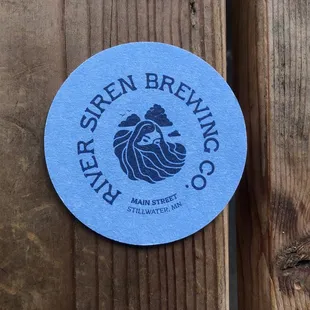 RIVER SIREN BREWING CO.
MAIN STREET
STILLWATER, MN